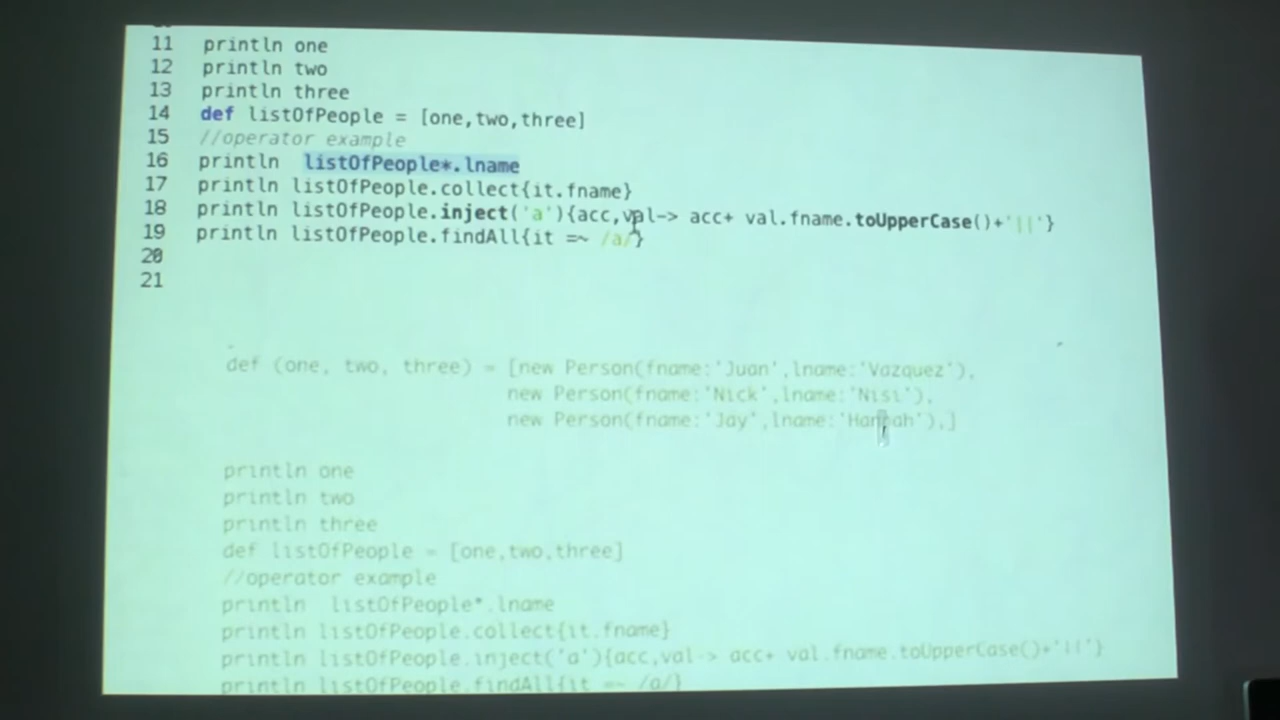 11 println one
12 println two
13 println three
14 def listOfPeople = [one,two,three]
15 //operator example
16 println listOfPeople*.lname
17 println listOfPeople.collect{it.fname}
18 println listOfPeople.inject('a'){acc,val-> acc+ val.fname.toUpperCase()+'||'}
19 println listOfPeople.findAll{it =~ /a/}
20
21
def (one, two, three) = [new Person(fname:'Juan',lname:'Vazquez'),
new Person(fname:'Nick',lname:'Nisi'),
new Person(fname:'Jay',lname:'Hannah'),]
println one
println two
println three
def listOfPeople = [one,two,three]
//operator example
println listOfPeople*.lname
println listOfPeople.collect{it.fname}
println listOfPeople.inject('a'){acc,val-> acc+ val.fname.toUpperCase()+'||'}
println listOfPeople.findAll{it =~ /a/}